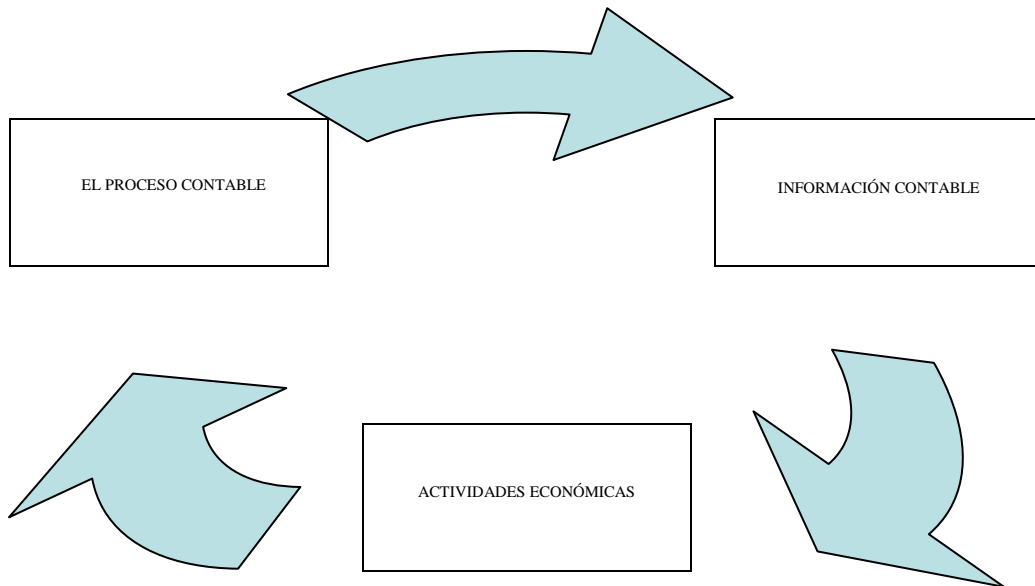 EL PROCESO CONTABLE
INFORMACIÓN CONTABLE
ACTIVIDADES ECONÓMICAS